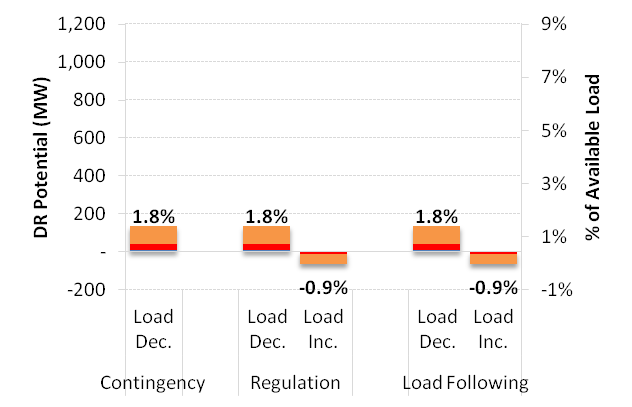 1,200
1,000
800
600
400
200
-
-200
DR Potential (MW)
9%
7%
5%
3%
1%
-1%
% of Available Load
1.8%
1.8%
-0.9%
1.8%
-0.9%
Load Dec.
Load Dec.
Load Inc.
Load Dec.
Load Inc.
Contingency
Regulation
Load Following